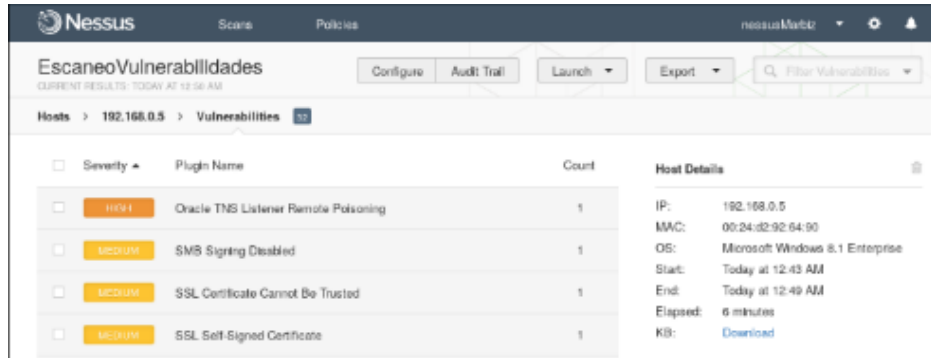 Nessus Scans Policies nessusMarbiz
EscaneoVulnerabilidades Configure Audit Trail Launch Export Filter Vulnerabilities
CURRENT RESULTS: TODAY AT 12:50 AM
Hosts > 192.168.0.5 > Vulnerabilities 52
Severity Plugin Name Count Host Details
HIGH Oracle TNS Listener Remote Poisoning 1
MEDIUM SMB Signing Disabled 1
MEDIUM SSL Certificate Cannot Be Trusted 1
MEDIUM SSL Self-Signed Certificate 1
IP: 192.168.0.5
MAC: 00:24:d2:92:64:90
OS: Microsoft Windows 8.1 Enterprise
Start: Today at 12:43 AM
End: Today at 12:49 AM
Elapsed: 6 minutes
KB: Download